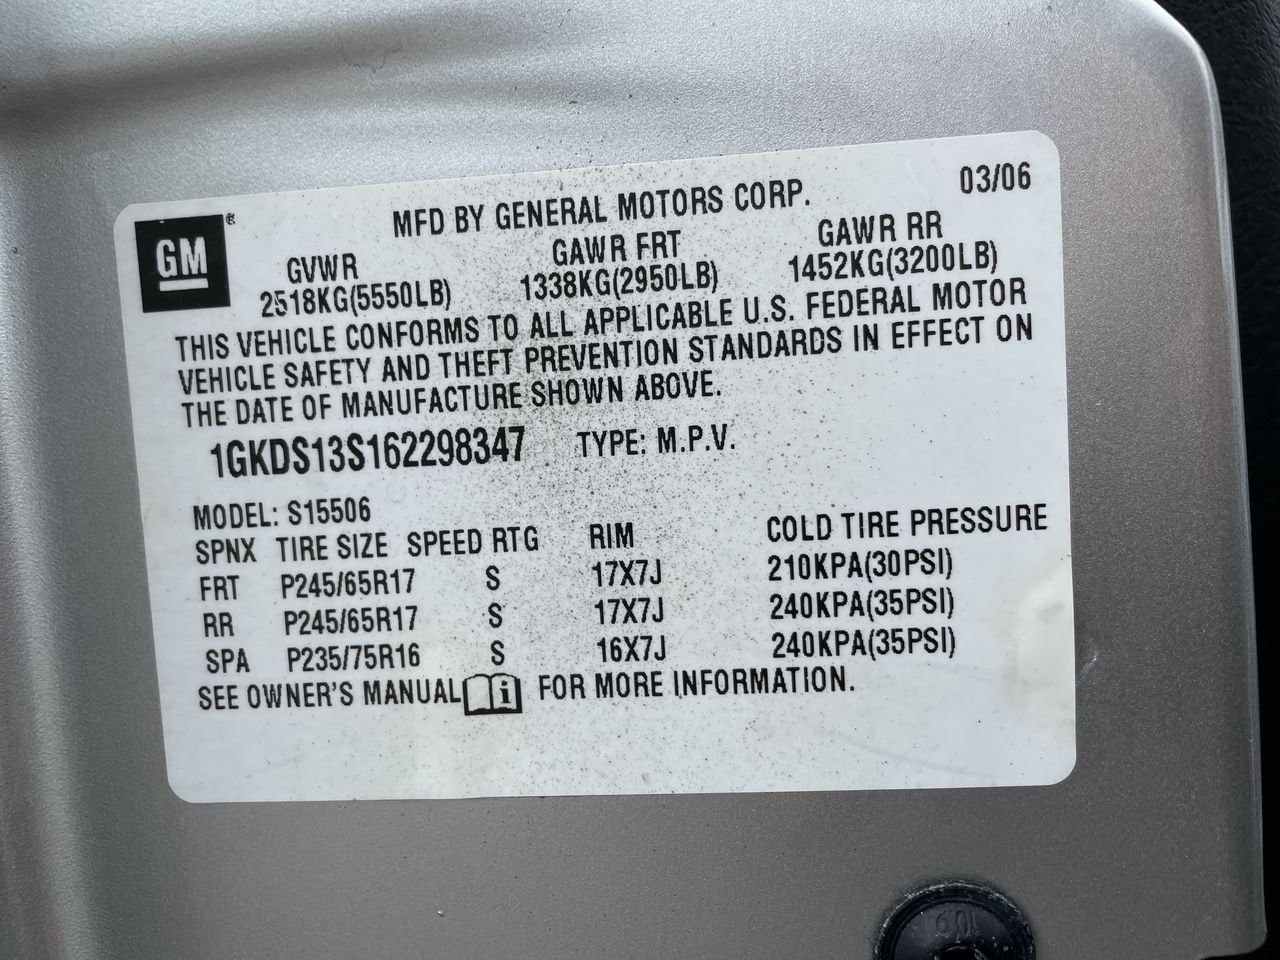 03/06
GM®
MFD BY GENERAL MOTORS CORP.
GVWR GAWR FRT GAWR RR
2518KG(5550LB) 1338KG(2950LB) 1452KG(3200LB)
THIS VEHICLE CONFORMS TO ALL APPLICABLE U.S. FEDERAL MOTOR
VEHICLE SAFETY AND THEFT PREVENTION STANDARDS IN EFFECT ON
THE DATE OF MANUFACTURE SHOWN ABOVE.
1GKDS13S162298347 TYPE: M.P.V.
MODEL: S15506
SPNX TIRE SIZE SPEED RTG RIM COLD TIRE PRESSURE
FRT P245/65R17 S 17X7J 210KPA(30PSI)
RR P245/65R17 S 17X7J 240KPA(35PSI)
SPA P235/75R16 S 16X7J 240KPA(35PSI)
SEE OWNER'S MANUAL i FOR MORE INFORMATION.